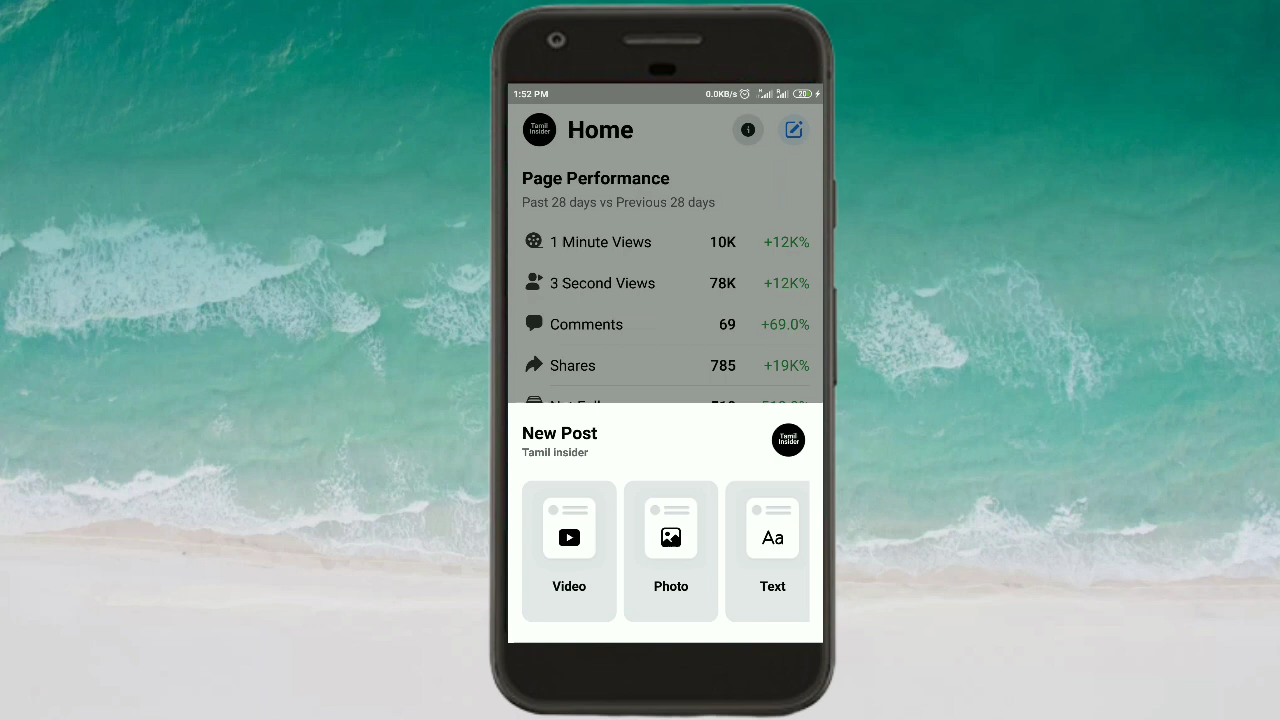 1:52 PM 0.0KB/s 20
Tamil Insider Home
Page Performance
Past 28 days vs Previous 28 days
1 Minute Views 10K +12K%
3 Second Views 78K +12K%
Comments 69 +69.0%
Shares 785 +19K%
New Post
Tamil insider
Tamil Insider
Aa
Video Photo Text